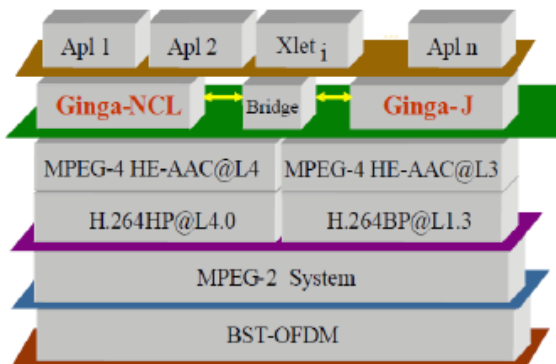 Apl 1 Apl 2 Xlet i ... Apl n
Ginga-NCL Bridge Ginga-J
MPEG-4 HE-AAC@L4 MPEG-4 HE-AAC@L3
H.264HP@L4.0 H.264BP@L1.3
MPEG-2 System
BST-OFDM